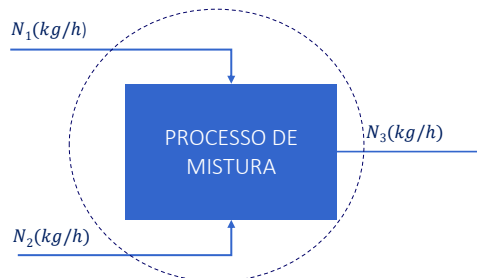 N₁(kg/h)
PROCESSO DE
MISTURA
N₃(kg/h)
N₂(kg/h)